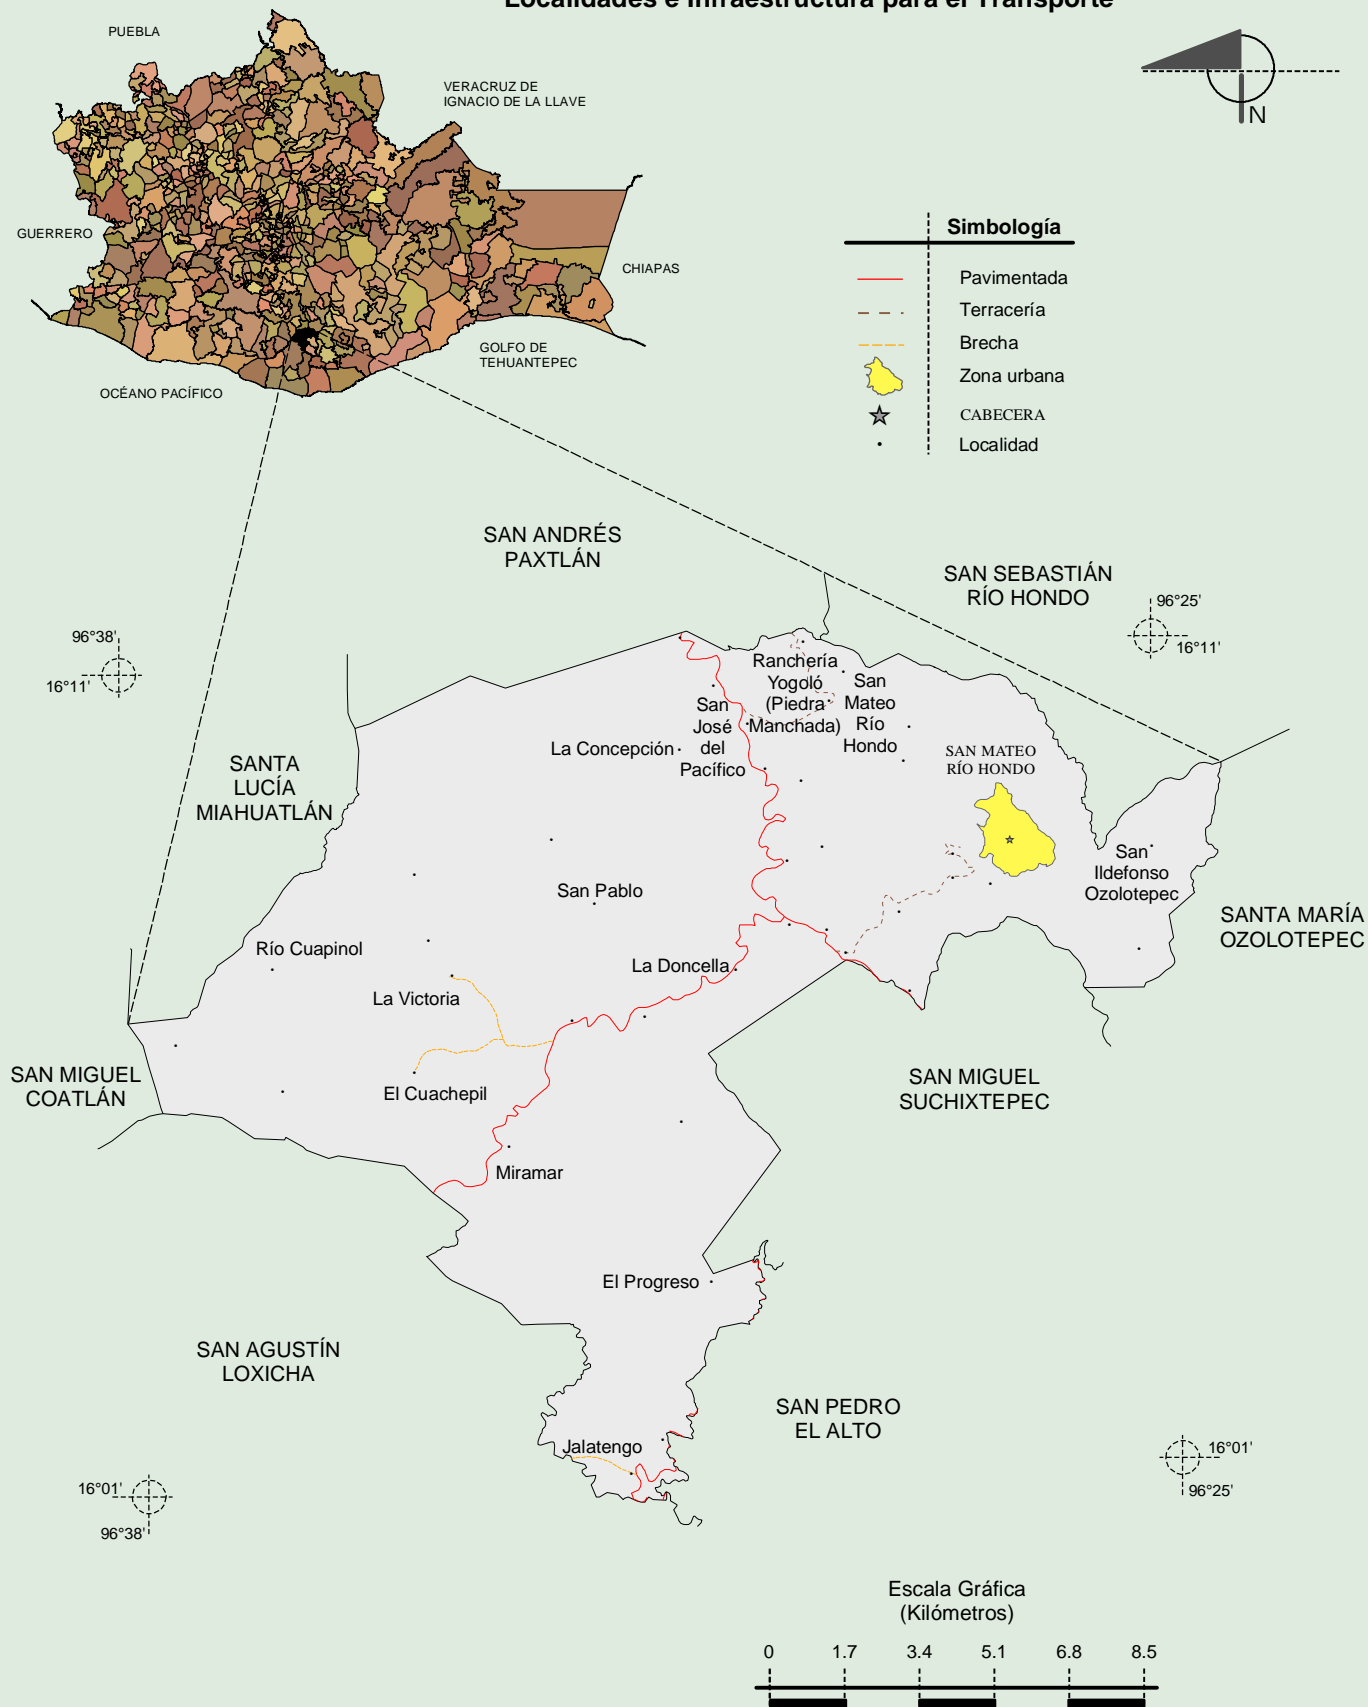 Localidades e Infraestructura para el Transporte
PUEBLA
VERACRUZ DE
IGNACIO DE LA LLAVE
GUERRERO
CHIAPAS
GOLFO DE
TEHUANTEPEC
OCÉANO PACÍFICO
N
Simbología
Pavimentada
Terracería
Brecha
Zona urbana
CABECERA
Localidad
SAN ANDRÉS
PAXTLÁN
SAN SEBASTIÁN
RÍO HONDO
96°38'
16°11'
96°25'
16°11'
SANTA
LUCÍA
MIAHUATLÁN
Ranchería
Yogoló
(Piedra
Manchada)
San
Mateo
Río
Hondo
San
José
del
Pacífico
La Concepción
SAN MATEO
RÍO HONDO
San
Ildefonso
Ozolotepec
SANTA MARÍA
OZOLOTEPEC
San Pablo
Río Cuapinol
La Doncella
La Victoria
SAN MIGUEL
COATLÁN
El Cuachepil
SAN MIGUEL
SUCHIXTEPEC
Miramar
El Progreso
SAN AGUSTÍN
LOXICHA
SAN PEDRO
EL ALTO
Jalatengo
16°01'
96°38'
16°01'
96°25'
Escala Gráfica
(Kilómetros)
0 1.7 3.4 5.1 6.8 8.5